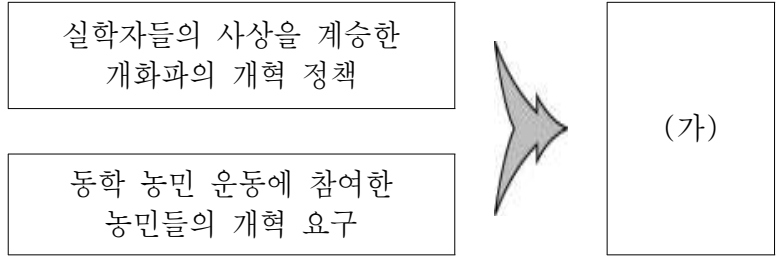 실학자들의 사상을 계승한
개화파의 개혁 정책
(가)
동학 농민 운동에 참여한
농민들의 개혁 요구